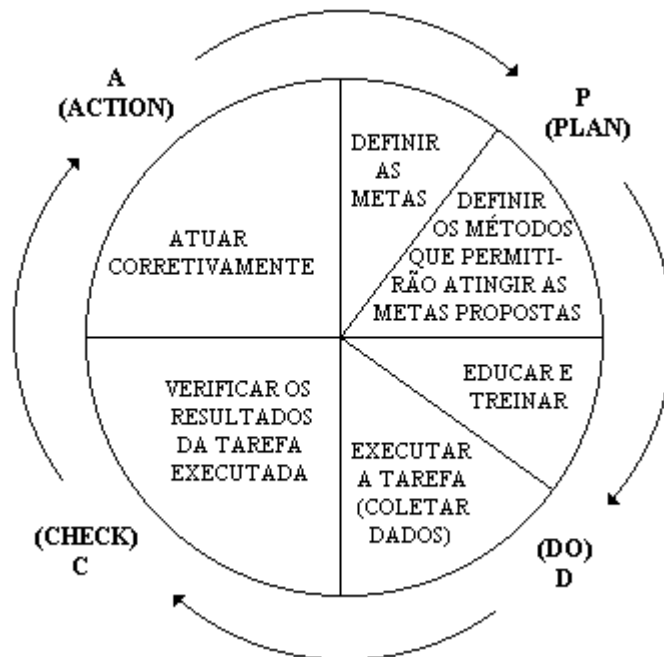 A
(ACTION)
P
(PLAN)
DEFINIR
AS
METAS
DEFINIR
OS MÉTODOS
QUE PERMITI-
RÃO ATINGIR AS
METAS PROPOSTAS
ATUAR
CORRETIVAMENTE
EDUCAR E
TREINAR
VERIFICAR OS
RESULTADOS
DA TAREFA
EXECUTADA
EXECUTAR
A TAREFA
(COLETAR
DADOS)
(CHECK)
C
(DO)
D